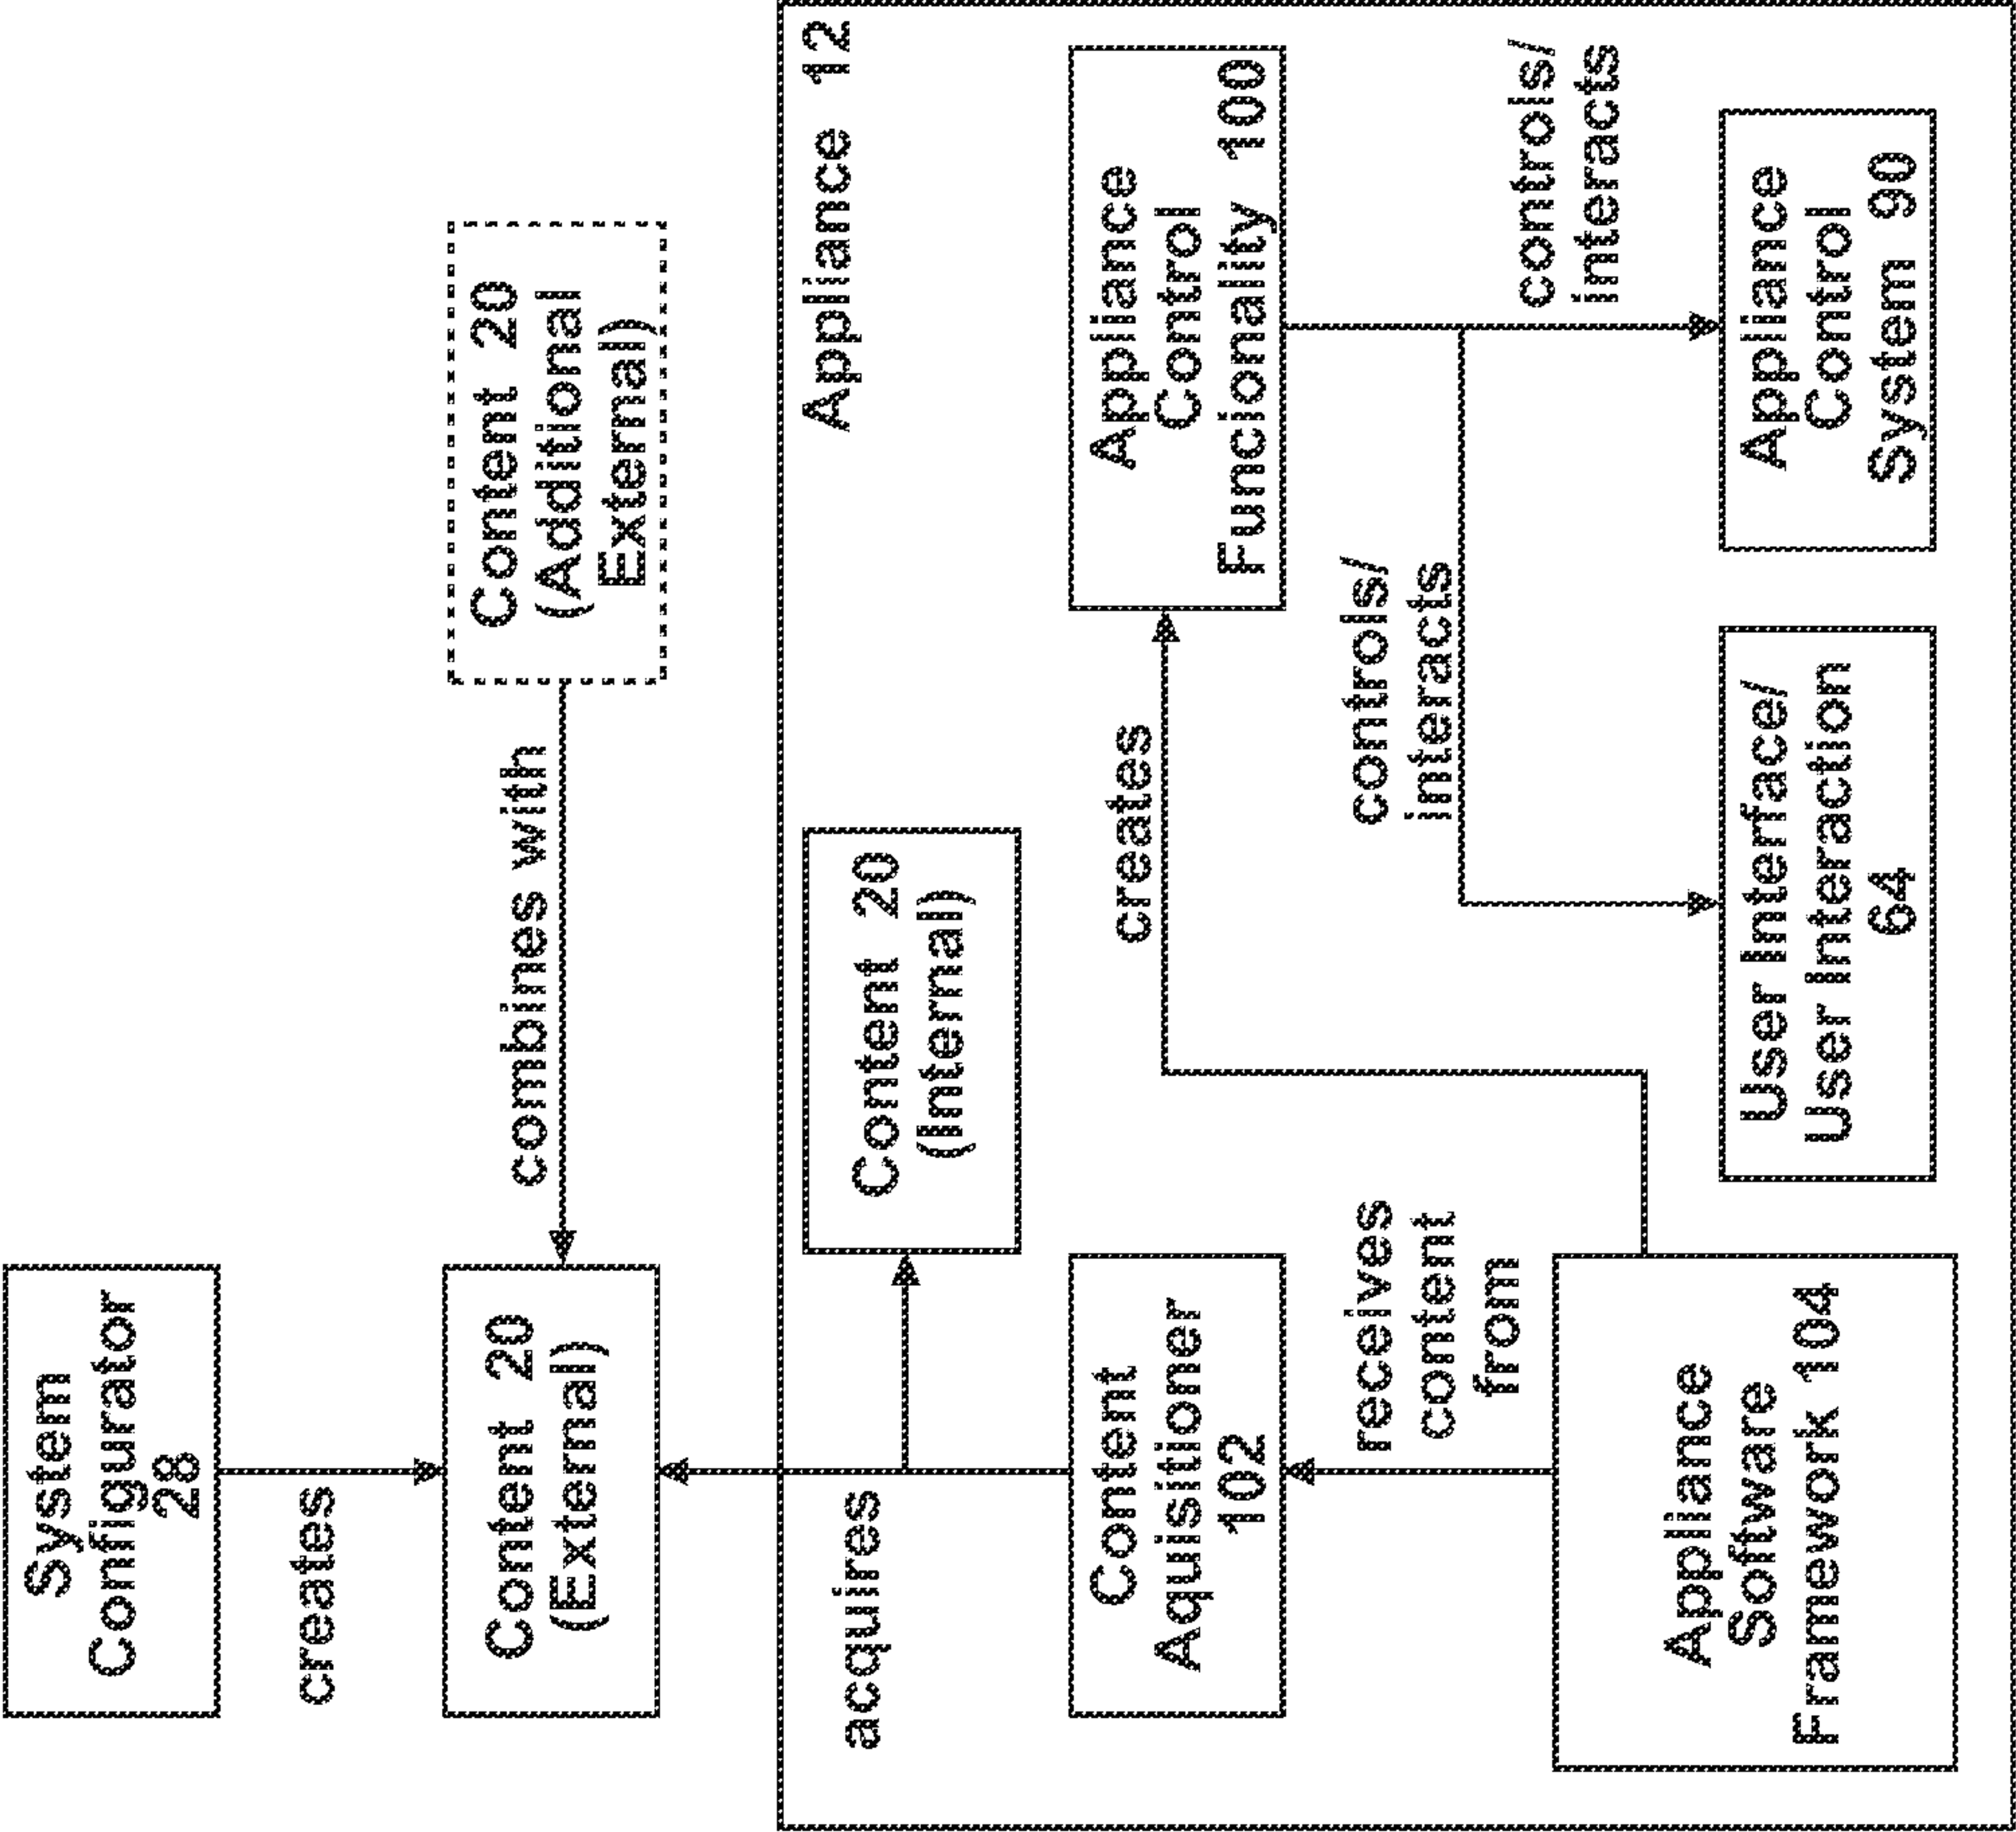 System
Configurator
28
creates
Content 20
(External)
combines with
Content 20
(Additional
External)
Appliance 12
acquires
Content 20
(Internal)
Content
Aquisitioner
102
creates
Appliance
Control
Funcionality 100
receives
content
from
controls/
interacts
controls/
interacts
Appliance
Software
Framework 104
User Interface/
User Interaction
64
Appliance
Control
System 90